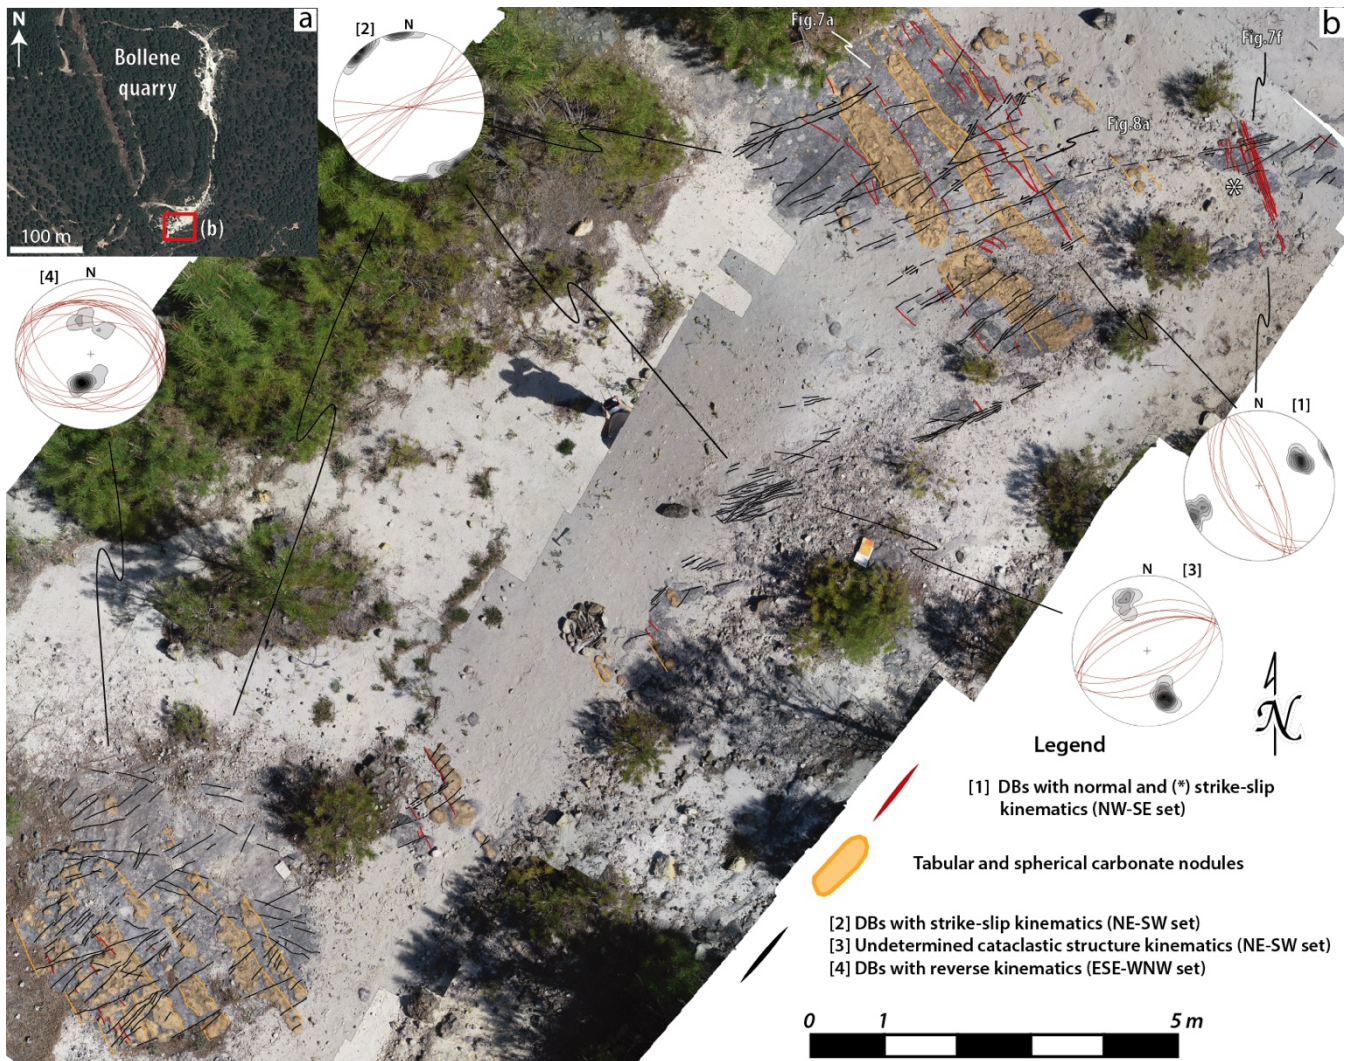 N
a
Bollene
quarry
(b)
100 m
[2]
N
Fig.7a
Fig.7f
b
Fig.8a
*
[4]
N
N
[1]
N
[3]
N
Legend
[1] DBs with normal and (*) strike-slip
kinematics (NW-SE set)
Tabular and spherical carbonate nodules
[2] DBs with strike-slip kinematics (NE-SW set)
[3] Undetermined cataclastic structure kinematics (NE-SW set)
[4] DBs with reverse kinematics (ESE-WNW set)
0 1 5 m